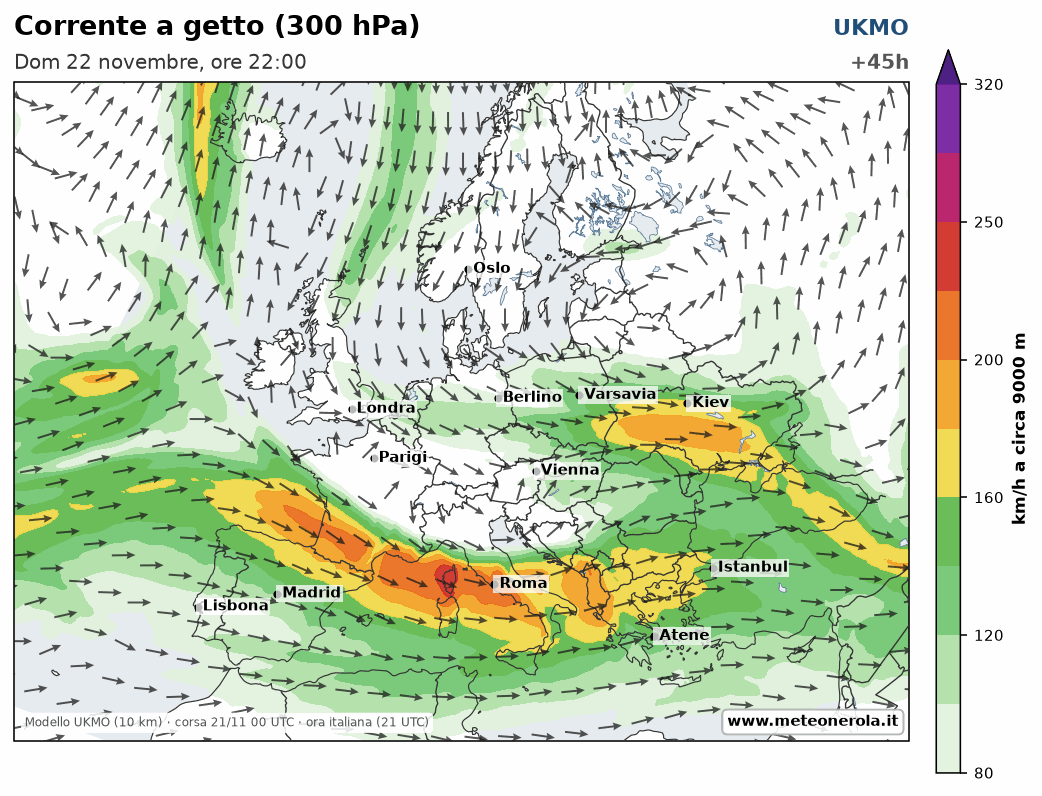 Corrente a getto (300 hPa)
UKMO
Dom 22 novembre, ore 22:00
+45h
320
250
200
160
120
80
km/h a circa 9000 m
Oslo
Berlino
Varsavia
Kiev
Londra
Parigi
Vienna
Istanbul
Roma
Madrid
Lisbona
Atene
Modello UKMO (10 km) · corsa 21/11 00 UTC · ora italiana (21 UTC)
www.meteonerola.it